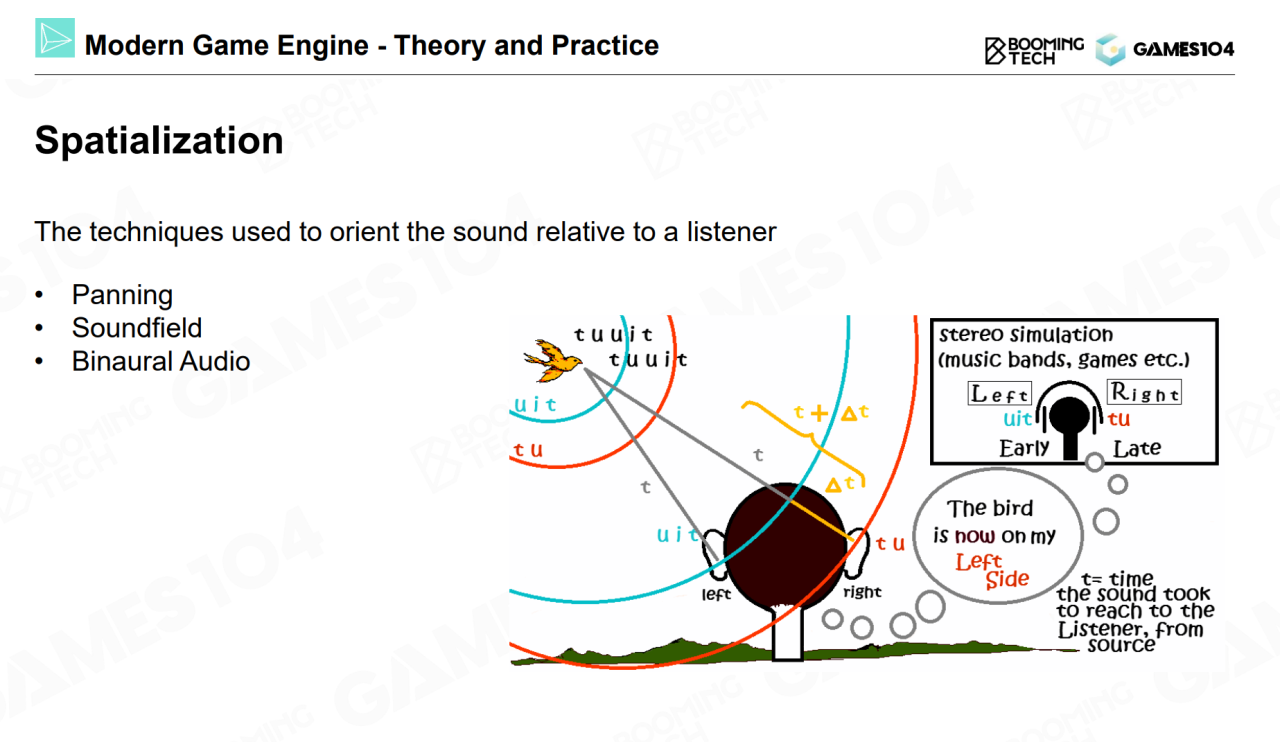 Modern Game Engine - Theory and Practice
BOOMING
TECH
GAMES104
Spatialization
The techniques used to orient the sound relative to a listener
• Panning
• Soundfield
• Binaural Audio
tuuit
tuuit
uit
tu
t + Δt
t
Δt
t
uit
tu
left
right
stereo simulation
(music bands, games etc.)
Left Right
uit tu
Early Late
The bird
is now on my
Left
Side
t= time
the sound took
to reach to the
Listener, from
source